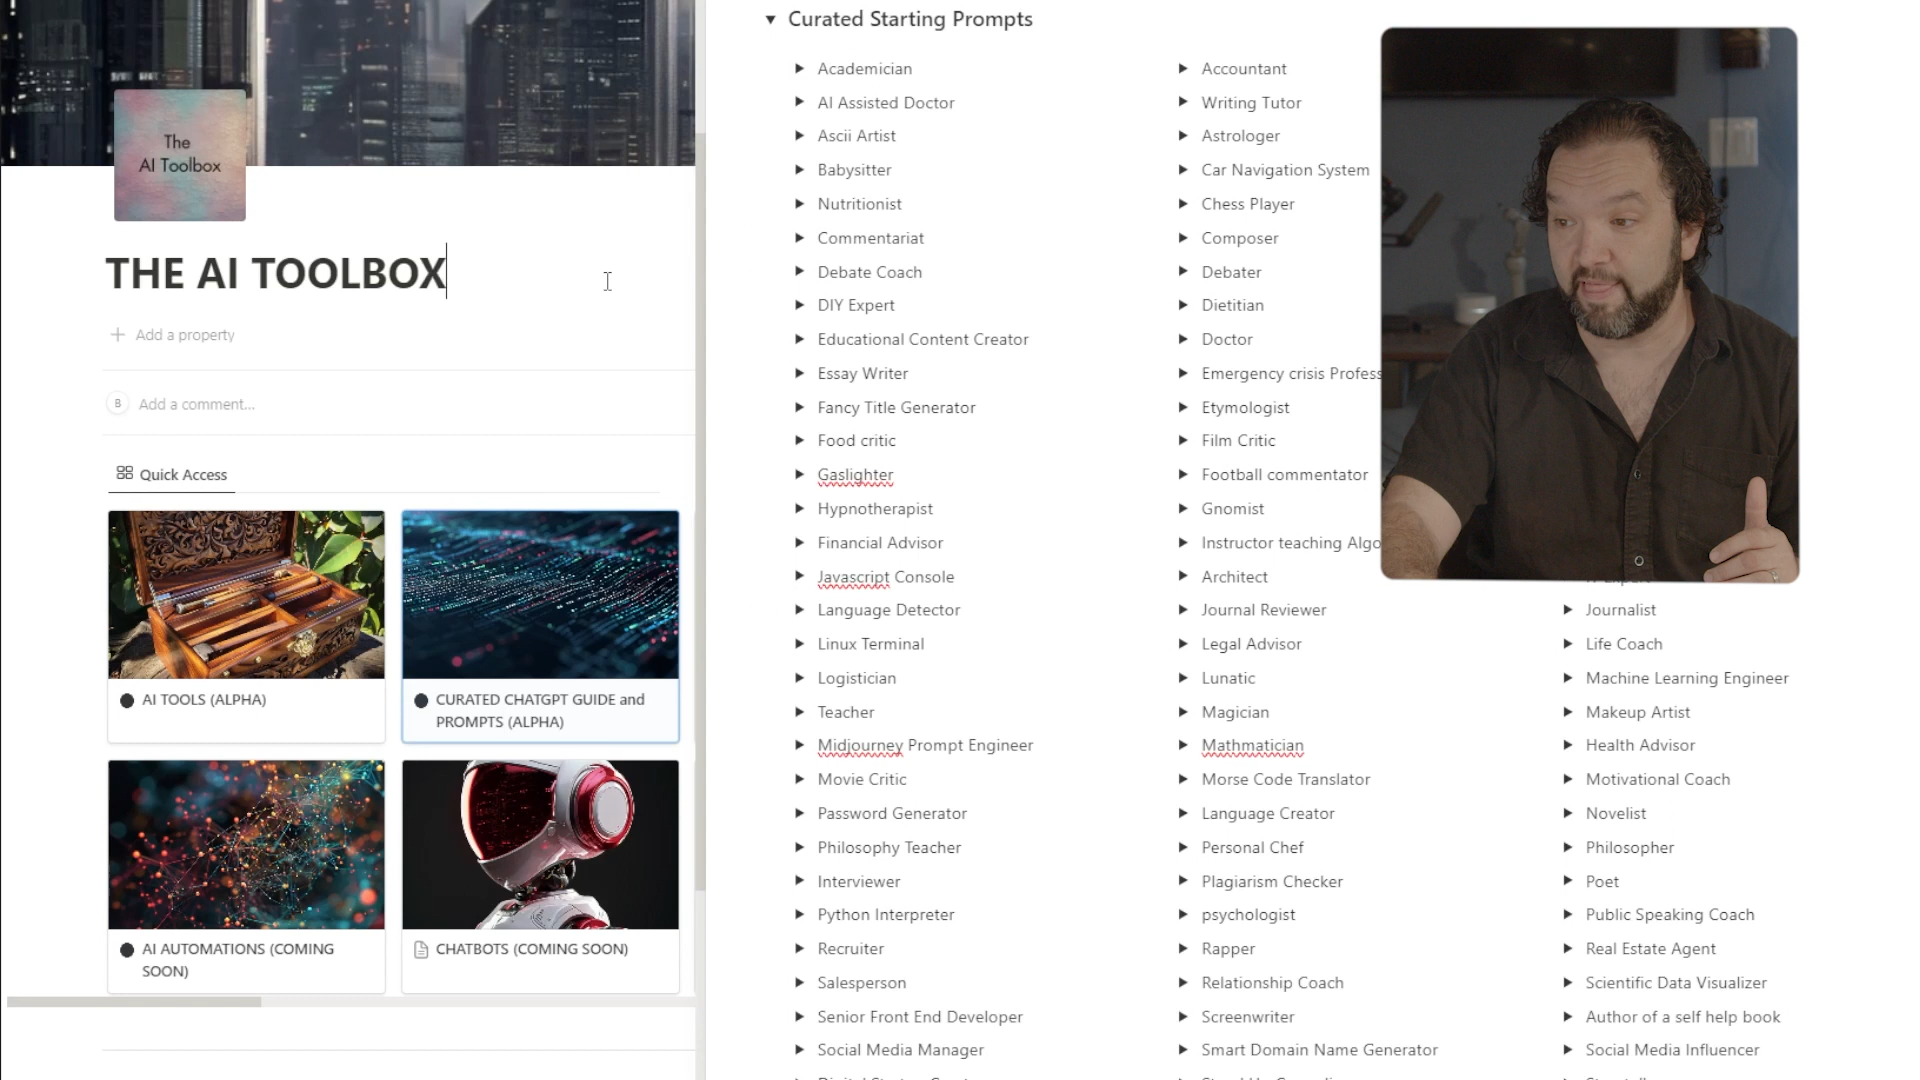 The
AI Toolbox
THE AI TOOLBOX
Add a property
B
Add a comment...
Quick Access
AI TOOLS (ALPHA)
CURATED CHATGPT GUIDE and
PROMPTS (ALPHA)
AI AUTOMATIONS (COMING
SOON)
CHATBOTS (COMING SOON)
Curated Starting Prompts
Academician
AI Assisted Doctor
Ascii Artist
Babysitter
Nutritionist
Commentariat
Debate Coach
DIY Expert
Educational Content Creator
Essay Writer
Fancy Title Generator
Food critic
Gaslighter
Hypnotherapist
Financial Advisor
Javascript Console
Language Detector
Linux Terminal
Logistician
Teacher
Midjourney Prompt Engineer
Movie Critic
Password Generator
Philosophy Teacher
Interviewer
Python Interpreter
Recruiter
Salesperson
Senior Front End Developer
Social Media Manager
Accountant
Writing Tutor
Astrologer
Car Navigation System
Chess Player
Composer
Debater
Dietitian
Doctor
Emergency crisis Profess
Etymologist
Film Critic
Football commentator
Gnomist
Instructor teaching Algo
Architect
Journal Reviewer
Legal Advisor
Lunatic
Magician
Mathmatician
Morse Code Translator
Language Creator
Personal Chef
Plagiarism Checker
psychologist
Rapper
Relationship Coach
Screenwriter
Smart Domain Name Generator
Journalist
Life Coach
Machine Learning Engineer
Makeup Artist
Health Advisor
Motivational Coach
Novelist
Philosopher
Poet
Public Speaking Coach
Real Estate Agent
Scientific Data Visualizer
Author of a self help book
Social Media Influencer